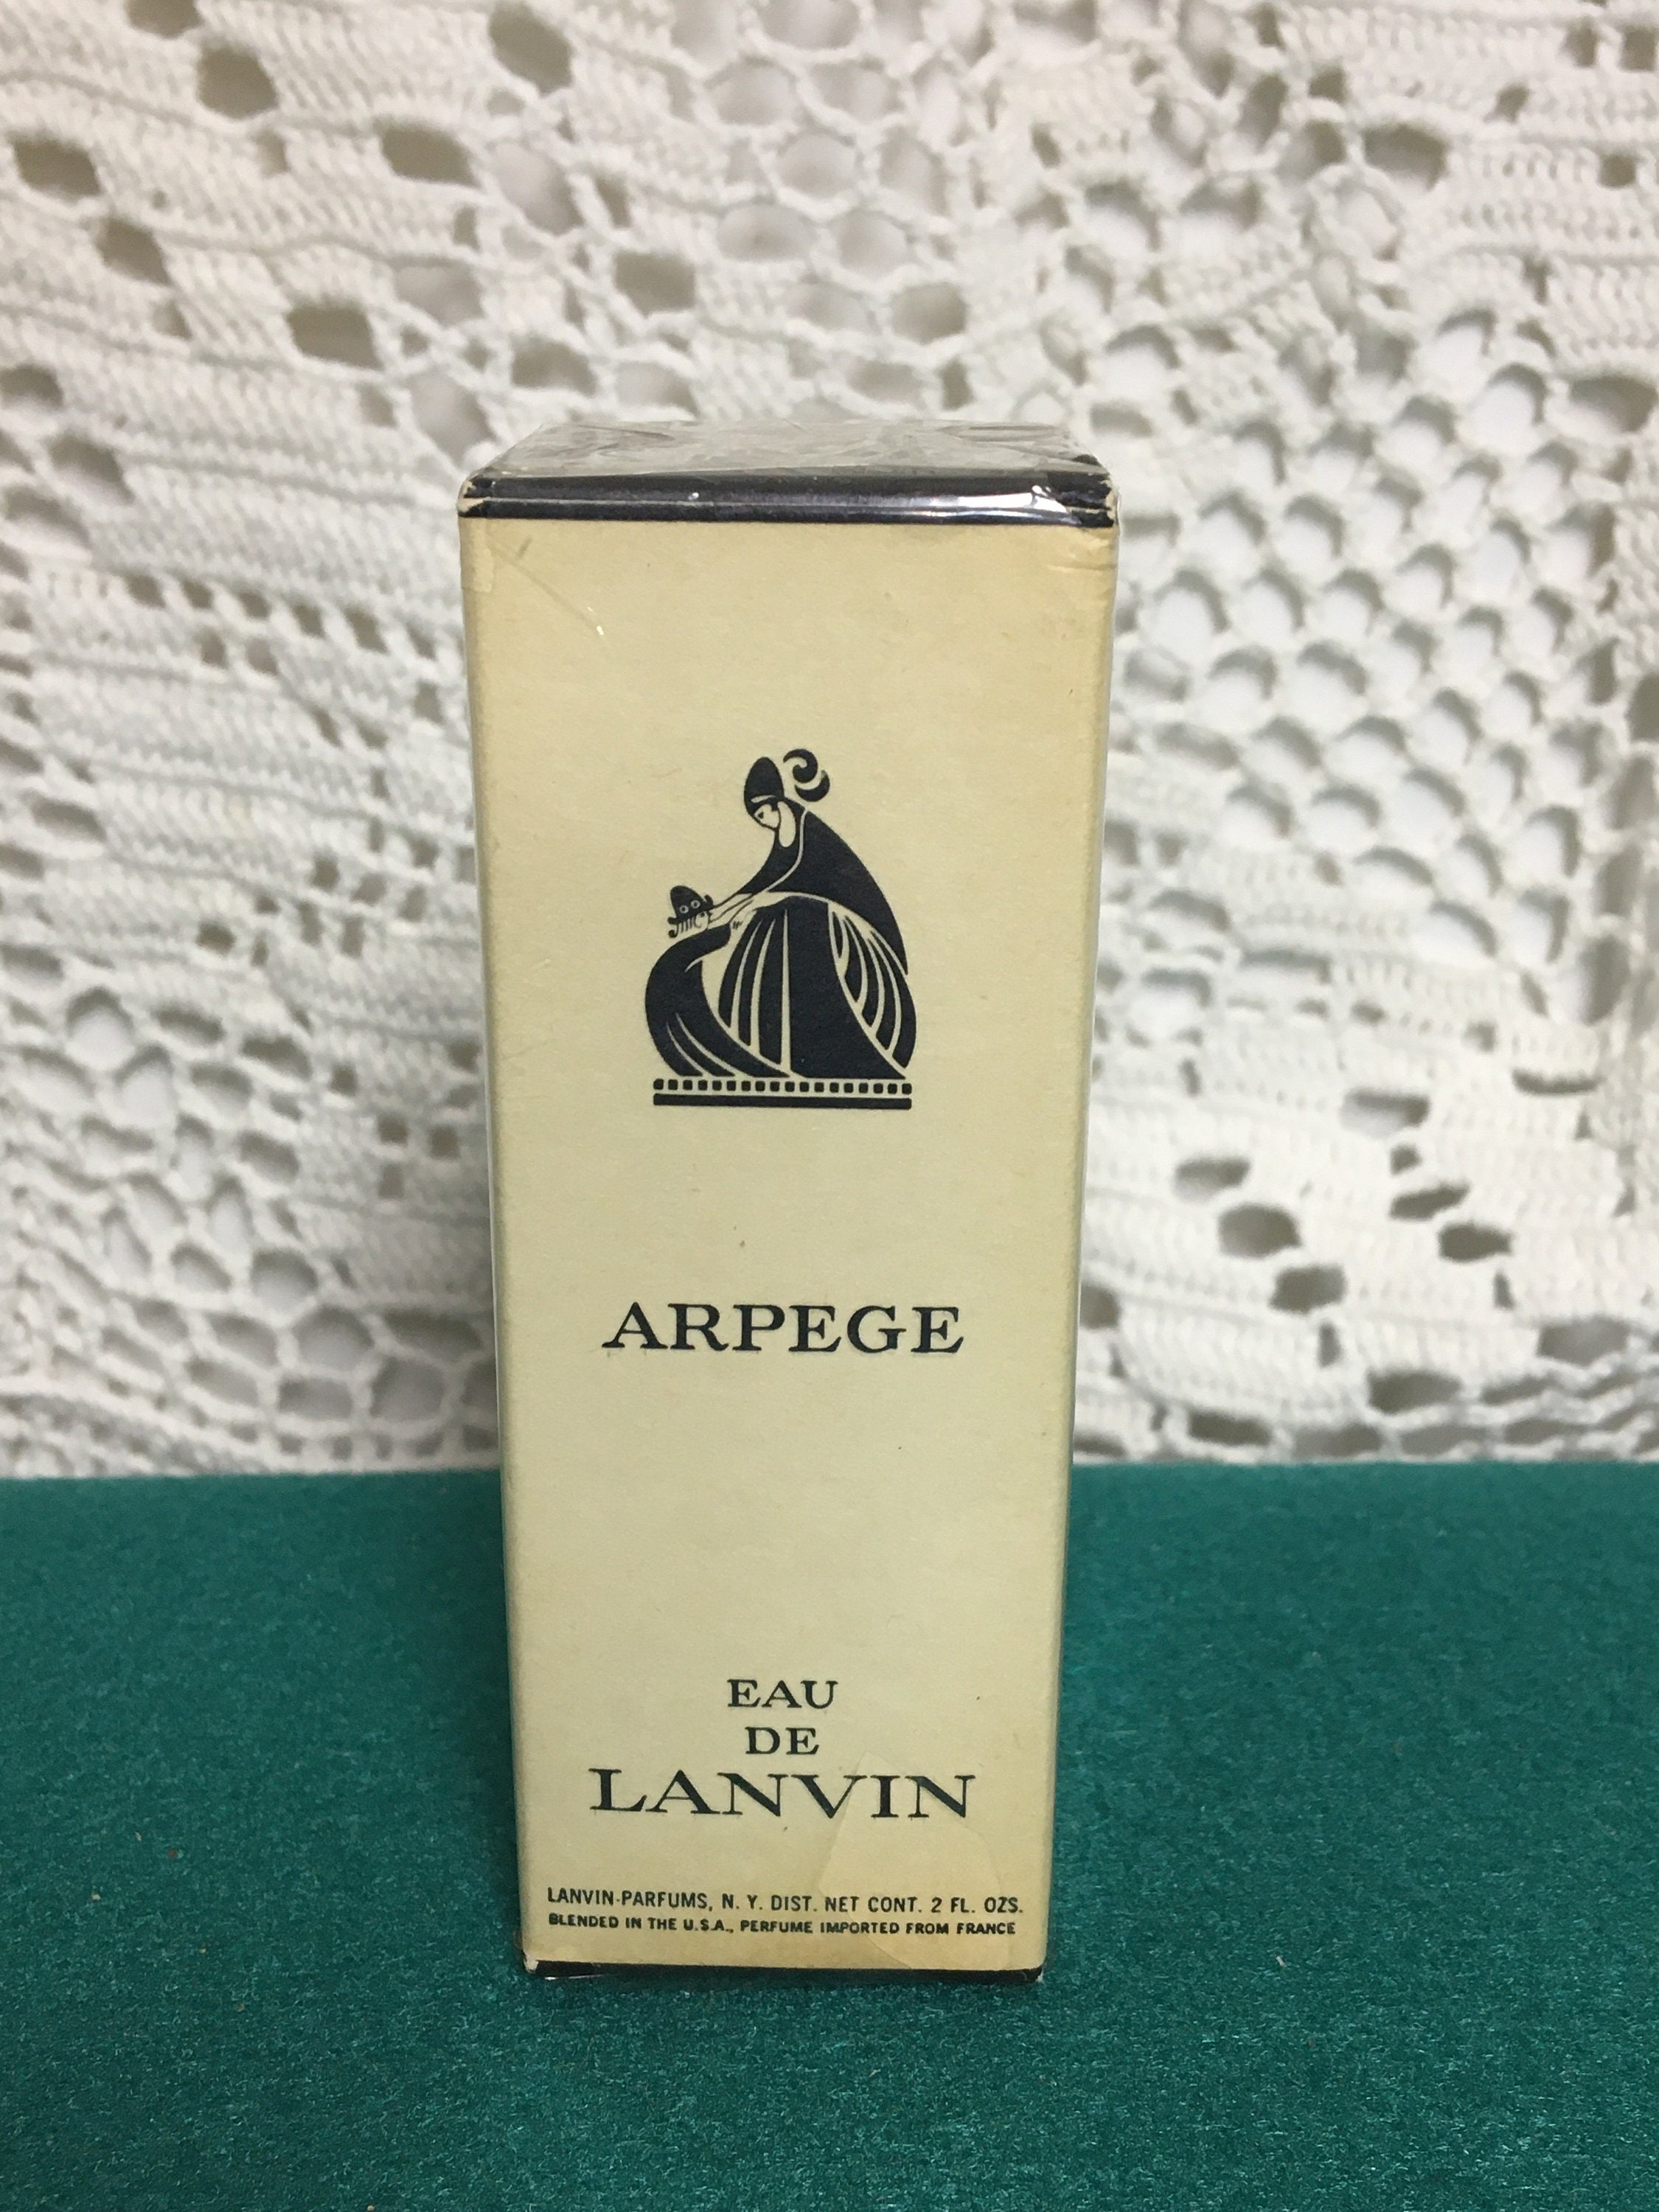 ARPEGE
EAU
DE
LANVIN
LANVIN-PARFUMS, N. Y. DIST. NET CONT. 2 FL. OZS.
BLENDED IN THE U.S.A., PERFUME IMPORTED FROM FRANCE